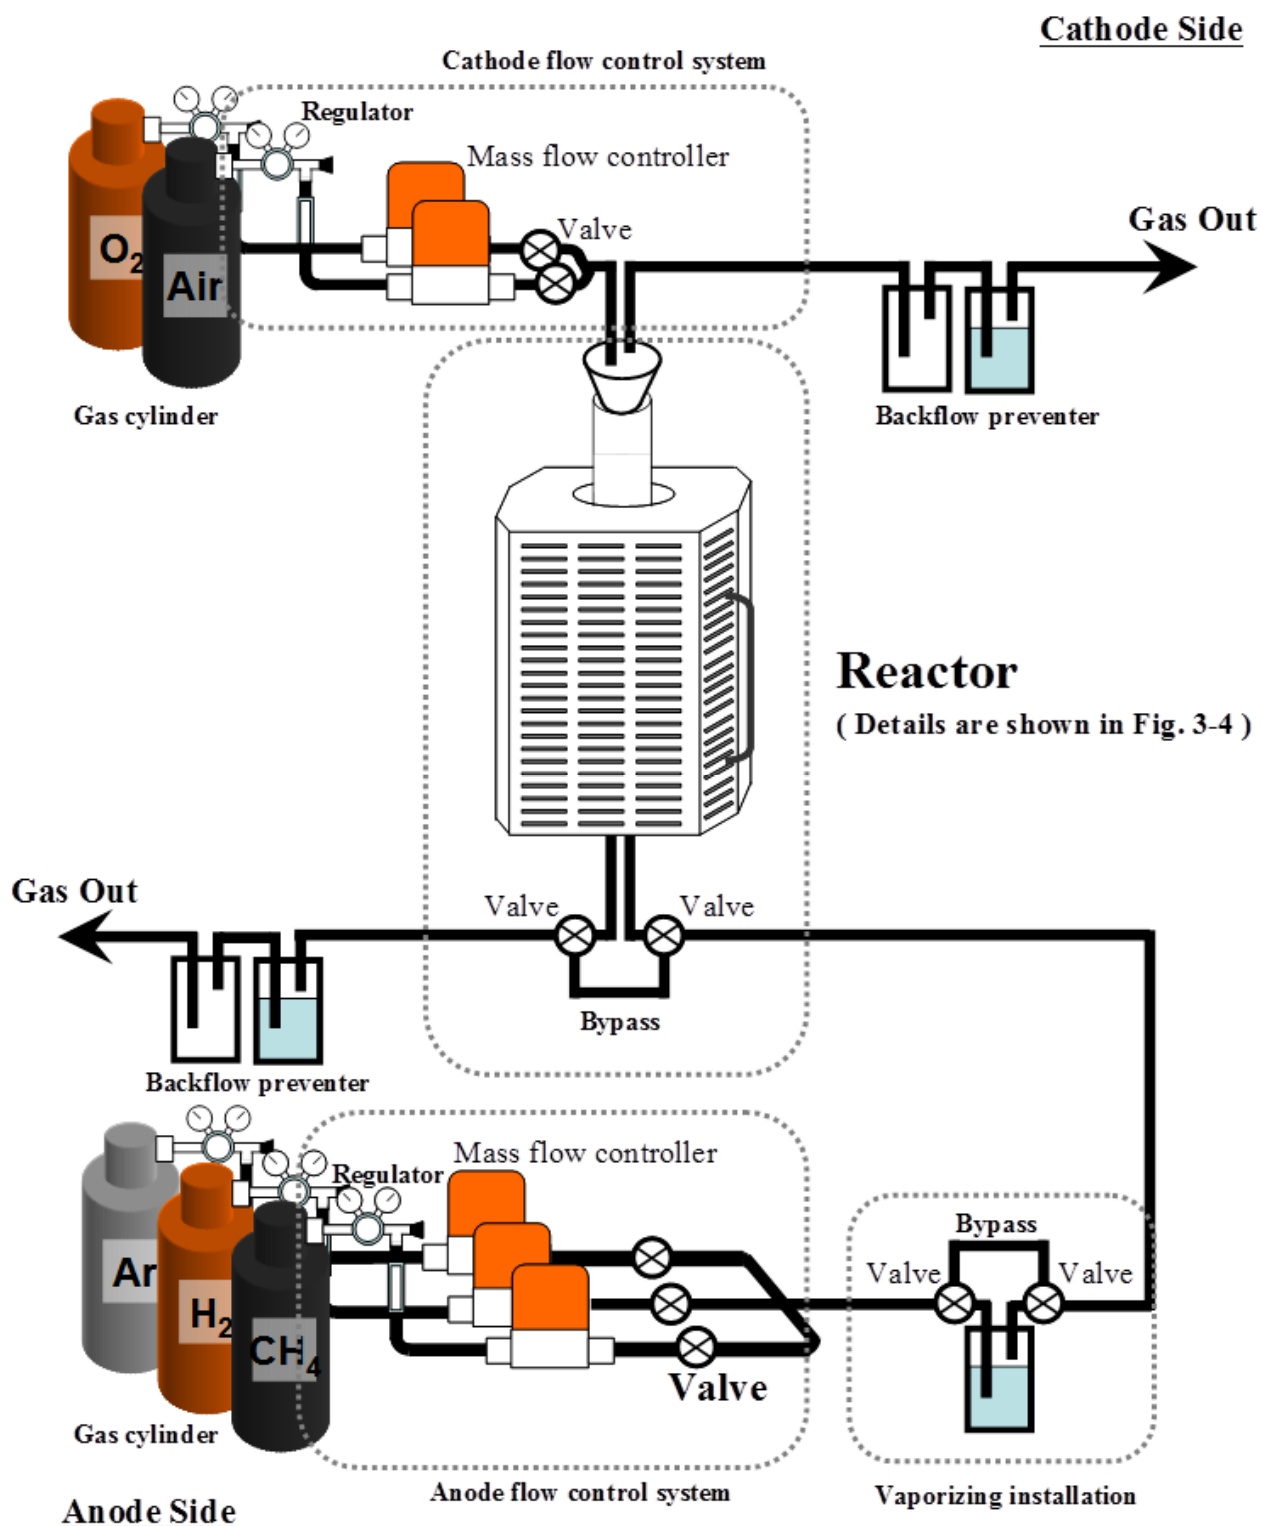 Cathode Side
Cathode flow control system
Regulator
Mass flow controller
O2
Air
Valve
Gas Out
Gas cylinder
Backflow preventer
Reactor
( Details are shown in Fig. 3-4 )
Gas Out
Valve
Valve
Bypass
Backflow preventer
Mass flow controller
Regulator
Ar
H2
CH4
Valve
Bypass
Valve
Valve
Gas cylinder
Anode flow control system
Vaporizing installation
Anode Side